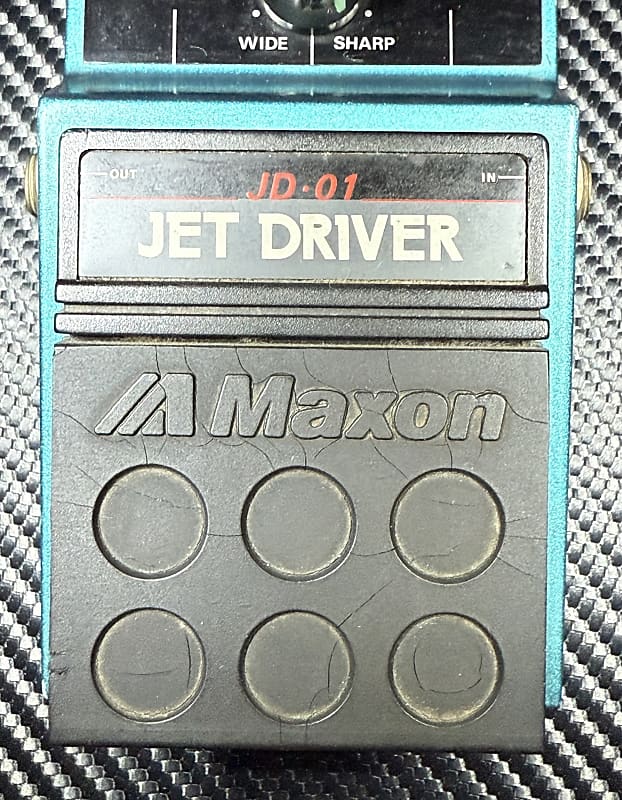 WIDE SHARP
OUT IN
JD·01
JET DRIVER
Maxon